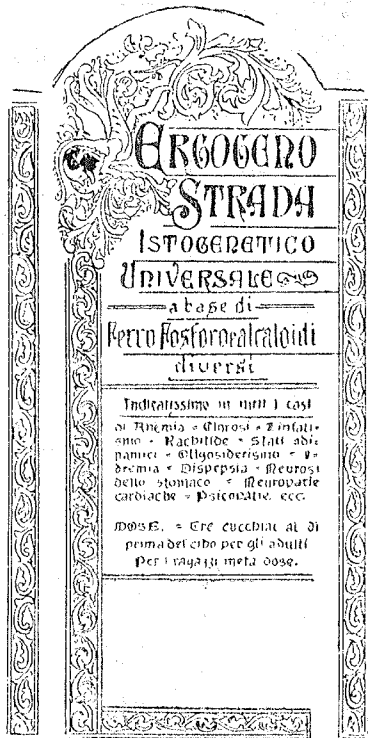 ERGOGENO
STRADA
ISTOGENETICO
UNIVERSALE
a base di
Ferro Fosforo e alcaloidi
diversi
Indicatissimo in tutti i casi
di Anemia = Clorosi = Linfati=
smo = Rachitide = Stati adi=
namici = Oligosiderismo =
Dispepsia = Neurosi
dello stomaco = Neuropatie
cardiache = Psicopatie. ecc.
DOSE. = Tre cucchiai al dì
prima del cibo per gli adulti
Per i ragazzi metà dose.